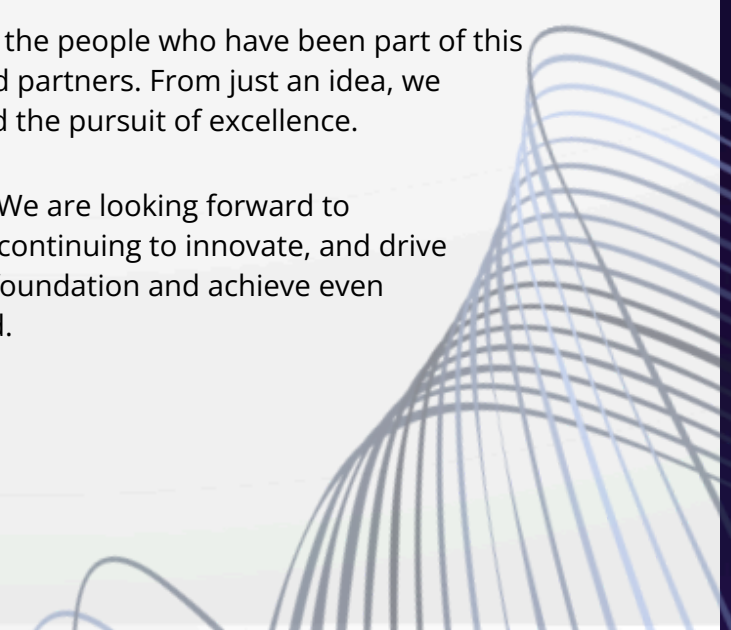 the people who have been part of this
partners. From just an idea, we
the pursuit of excellence.
We are looking forward to
continuing to innovate, and drive
oundation and achieve even
.